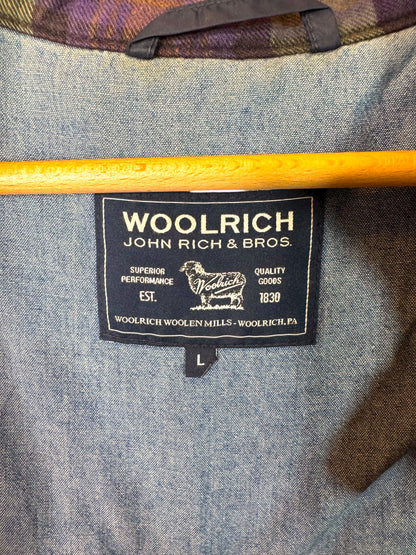 WOOLRICH
JOHN RICH & BROS.
SUPERIOR
PERFORMANCE
EST.
Woolrich
QUALITY
GOODS
1830
WOOLRICH WOOLEN MILLS - WOOLRICH, PA
L